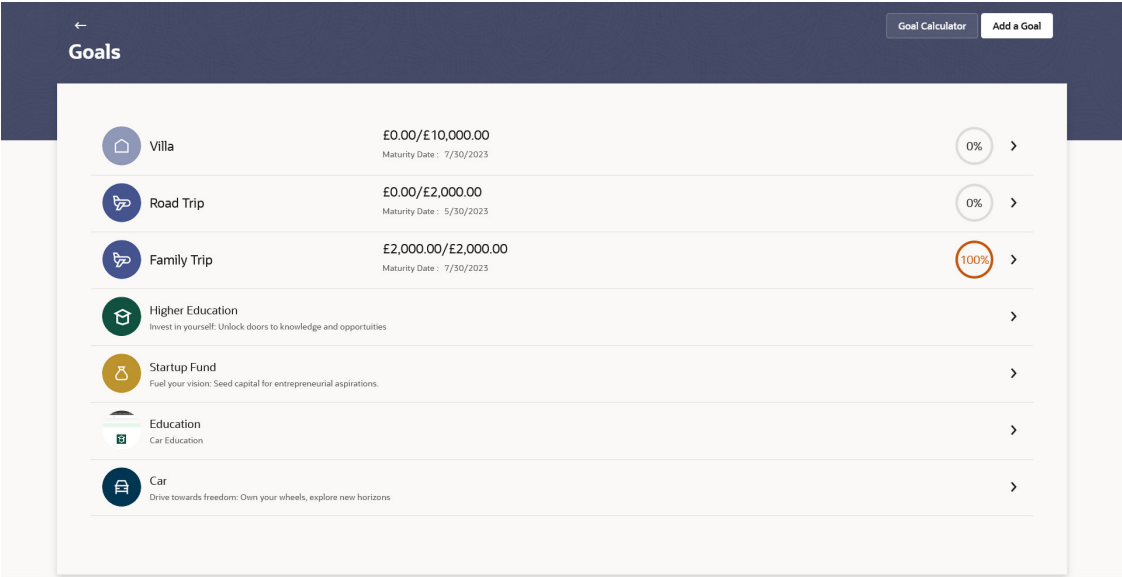 Goal Calculator
Add a Goal
Goals
Villa
£0.00/£10,000.00
Maturity Date : 7/30/2023
0%
Road Trip
£0.00/£2,000.00
Maturity Date : 5/30/2023
0%
Family Trip
£2,000.00/£2,000.00
Maturity Date : 7/30/2023
100%
Higher Education
Invest in yourself: Unlock doors to knowledge and opportuities
Startup Fund
Fuel your vision: Seed capital for entrepreneurial aspirations.
Education
Car Education
Car
Drive towards freedom: Own your wheels, explore new horizons